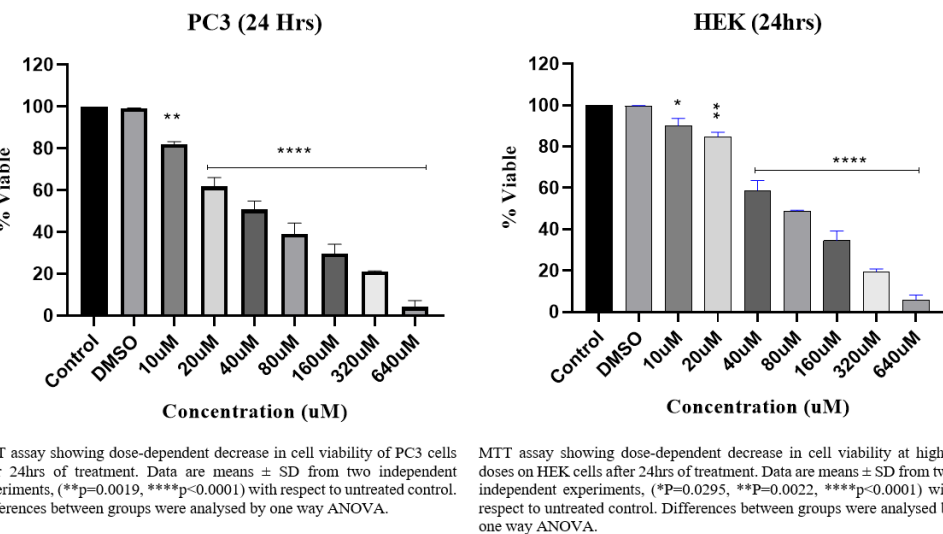 PC3 (24 Hrs)
% Viable
120
100
80
60
40
20
0
**
****
Control
DMSO
10uM
20uM
40uM
80uM
160uM
320uM
640uM
Concentration (uM)
assay showing dose-dependent decrease in cell viability of PC3 cells
24hrs of treatment. Data are means ± SD from two independent
(**p=0.0019, ****p<0.0001) with respect to untreated control.
between groups were analysed by one way ANOVA.
HEK (24hrs)
% Viable
120
100
80
60
40
20
0
*
**
****
Control
DMSO
10uM
20uM
40uM
80uM
160uM
320uM
640uM
Concentration (uM)
MTT assay showing dose-dependent decrease in cell viability at high
doses on HEK cells after 24hrs of treatment. Data are means ± SD from
independent experiments, (*P=0.0295, **P=0.0022, ****p<0.0001)
respect to untreated control. Differences between groups were analysed
one way ANOVA.